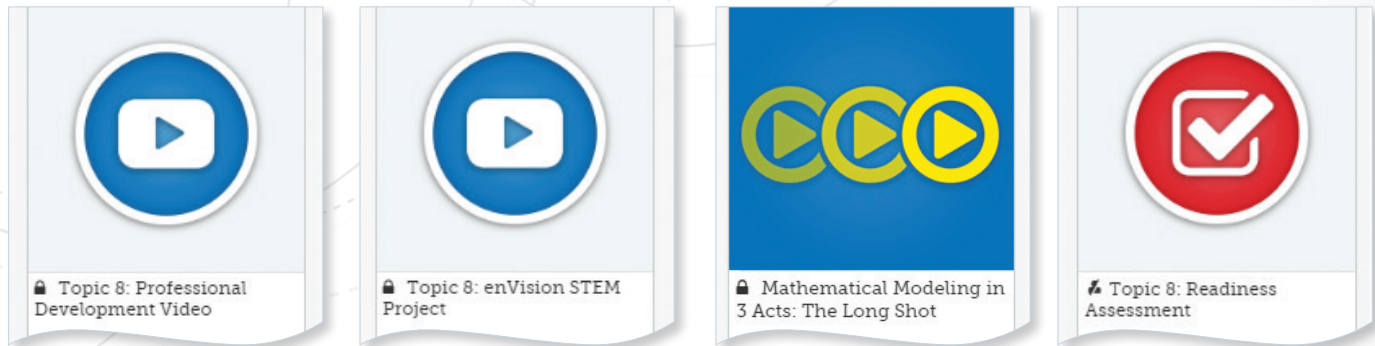 Topic 8: Professional
Development Video
Topic 8: enVision STEM
Project
Mathematical Modeling in
3 Acts: The Long Shot
Topic 8: Readiness
Assessment